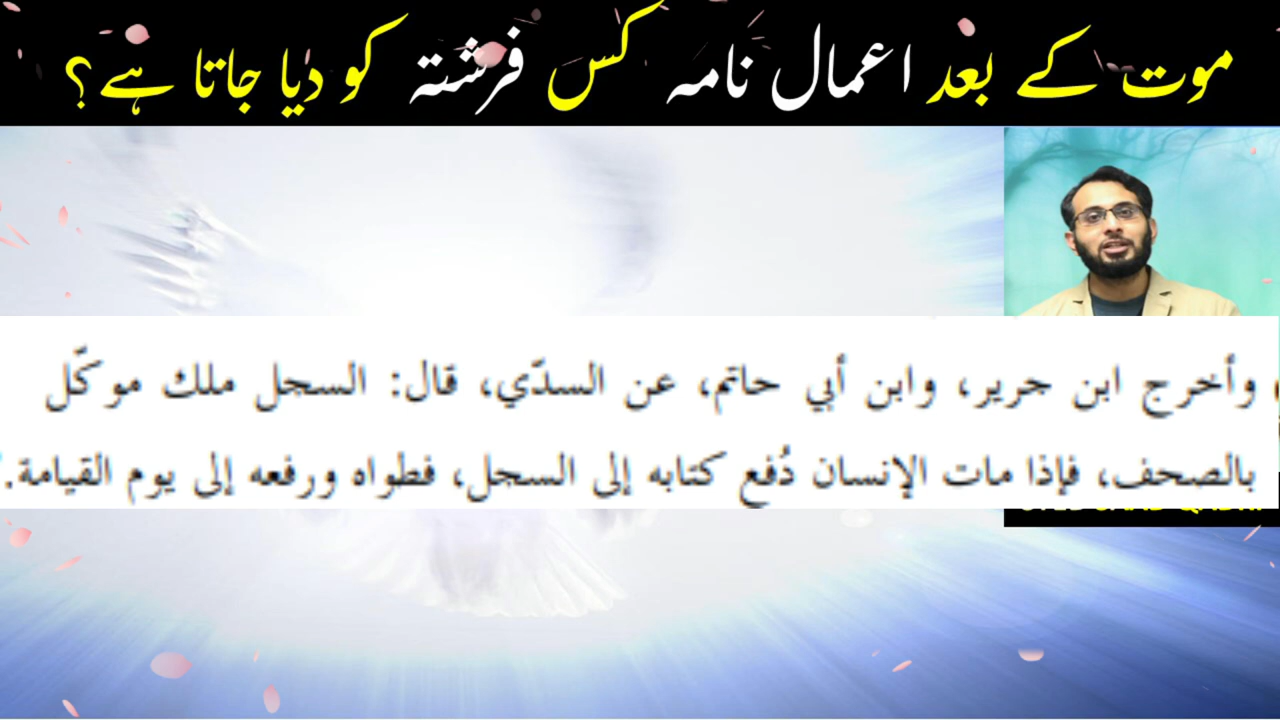 موت کے بعد اعمال نامہ کس فرشتہ کو دیا جاتا ہے؟
وأخرج ابن جرير، وابن أبي حاتم، عن السدّي، قال: السجل ملك موكّل
بالصحف، فإذا مات الإنسان دُفع كتابه إلى السجل، فطواه ورفعه إلى يوم القيامة.